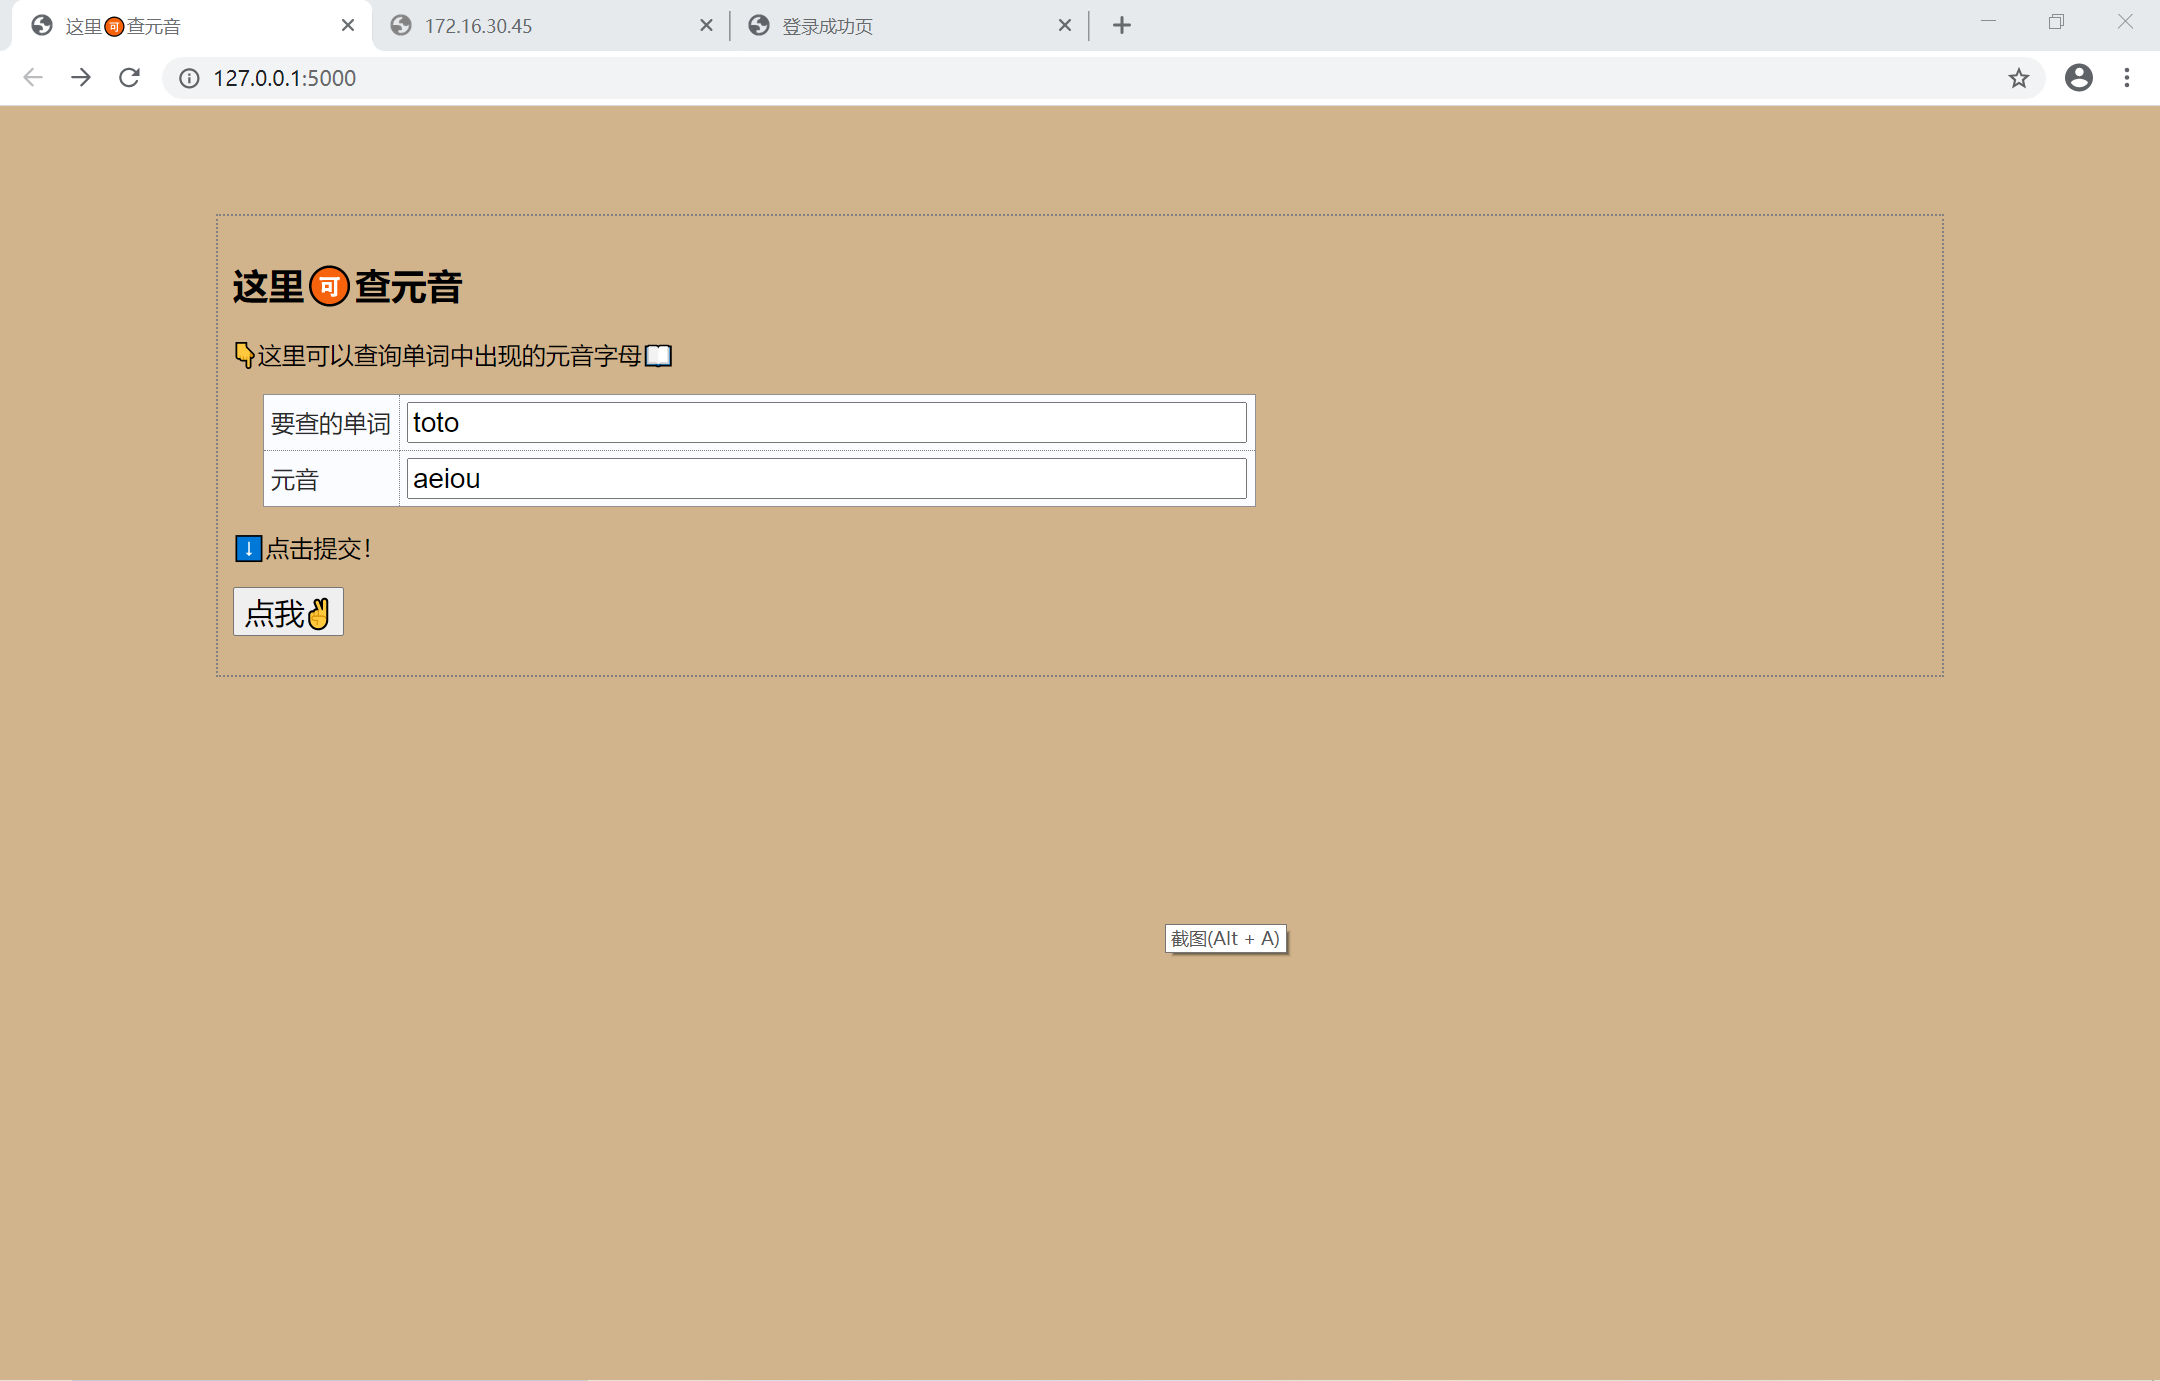 这里🉑查元音
172.16.30.45
登录成功页
127.0.0.1:5000
这里🉑查元音
👇这里可以查询单词中出现的元音字母📖
要查的单词 toto
元音 aeiou
⬇点击提交！
点我✌
截图(Alt + A)